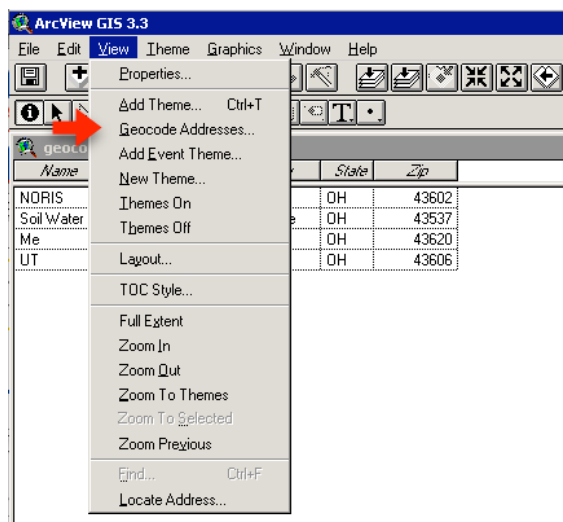 ArcView GIS 3.3
File Edit View Theme Graphics Window Help
Properties...
Add Theme... Ctrl+T
Geocode Addresses...
Add Event Theme...
New Theme...
Themes On
Themes Off
Layout...
TOC Style...
Full Extent
Zoom In
Zoom Out
Zoom To Themes
Zoom To Selected
Zoom Previous
Find... Ctrl+F
Locate Address...
T
geoco
Name State Zip
NORIS OH 43602
Soil Water e OH 43537
Me OH 43620
UT OH 43606